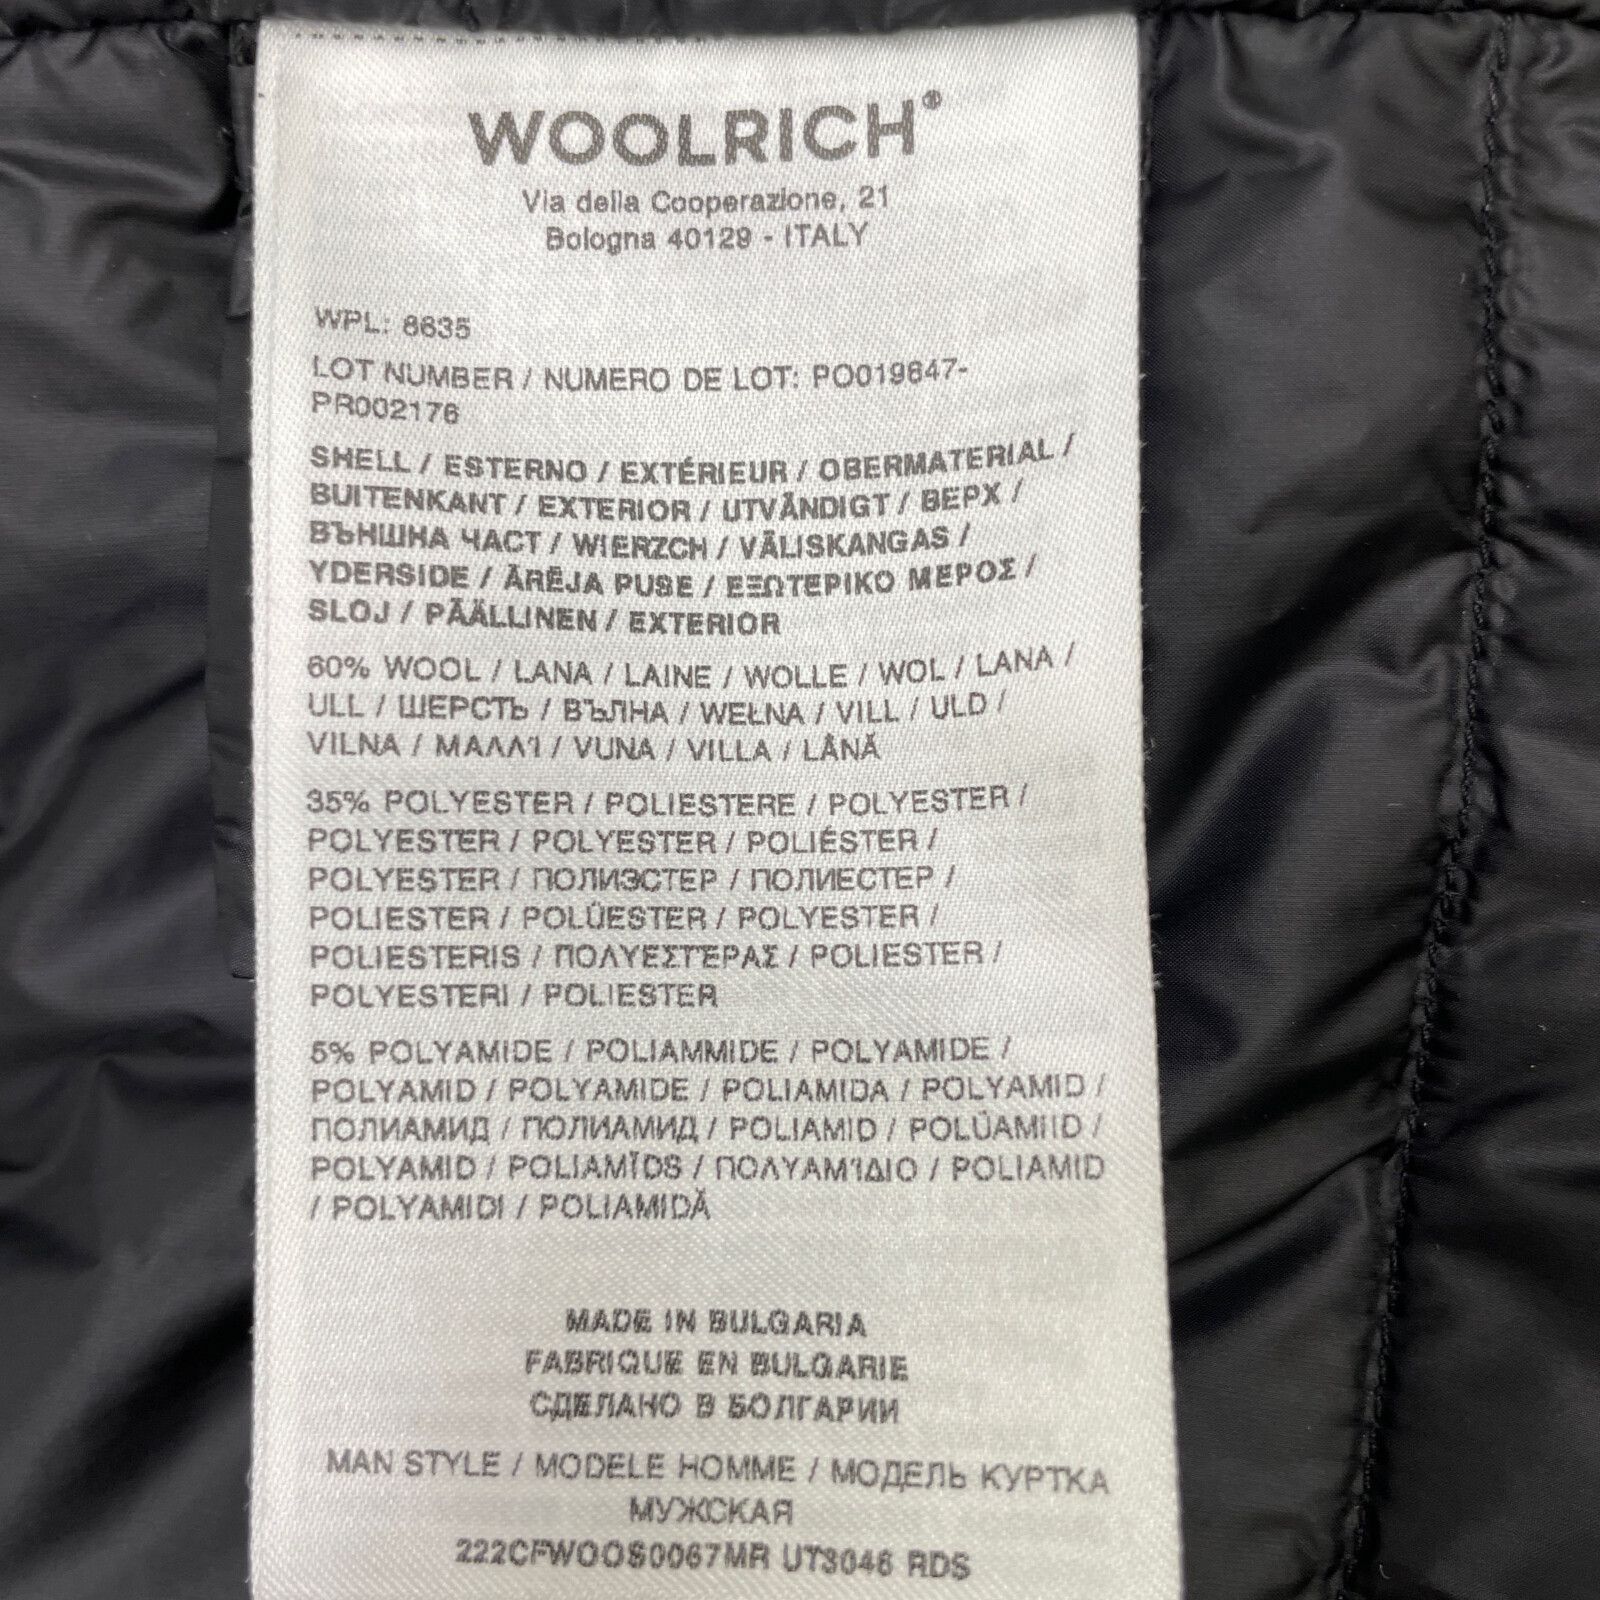 WOOLRICH®
Via della Cooperazione, 21
Bologna 40129 - ITALY
WPL: 8635
LOT NUMBER / NUMERO DE LOT: PO019847-
PR002176
SHELL / ESTERNO / EXTÉRIEUR / OBERMATERIAL /
BUITENKANT / EXTERIOR / UTVÄNDIGT / ВЕРХ /
ВЪНШНА ЧАСТ / WIERZCH / VÄLISKANGAS /
YDERSIDE / ĀRĒJA PUSE / ΕΞΩΤΕΡΙΚΟ ΜΕΡΟΣ /
SLOJ / PÄÄLLINEN / EXTERIOR
60% WOOL / LANA / LAINE / WOLLE / WOL / LANA /
ULL / ШЕРСТЬ / ВЪЛНА / WEŁNA / VILL / ULD /
VILNA / ΜΑΛΛΊ / VUNA / VILLA / LÂNĂ
35% POLYESTER / POLIESTERE / POLYESTER /
POLYESTER / POLYESTER / POLIÉSTER /
POLYESTER / ПОЛИЭСТЕР / ПОЛИЕСТЕР /
POLIESTER / POLÜESTER / POLYESTER /
POLIESTERIS / ΠΟΛΥΕΣΤΈΡΑΣ / POLIESTER /
POLYESTERI / POLIESTER
5% POLYAMIDE / POLIAMMIDE / POLYAMIDE /
POLYAMID / POLYAMIDE / POLIAMIDA / POLYAMID /
ПОЛИАМИД / ПОЛИАМИД / POLIAMID / POLÜAMIID /
POLYAMID / POLIAMĪDS / ΠΟΛΥΑΜΊΔΙΟ / POLIAMID
/ POLYAMIDI / POLIAMIDĂ
MADE IN BULGARIA
FABRIQUE EN BULGARIE
СДЕЛАНО В БОЛГАРИИ
MAN STYLE / MODELE HOMME / МОДЕЛЬ КУРТКА
МУЖСКАЯ
222CFWOOS0067MR UT3046 RDS